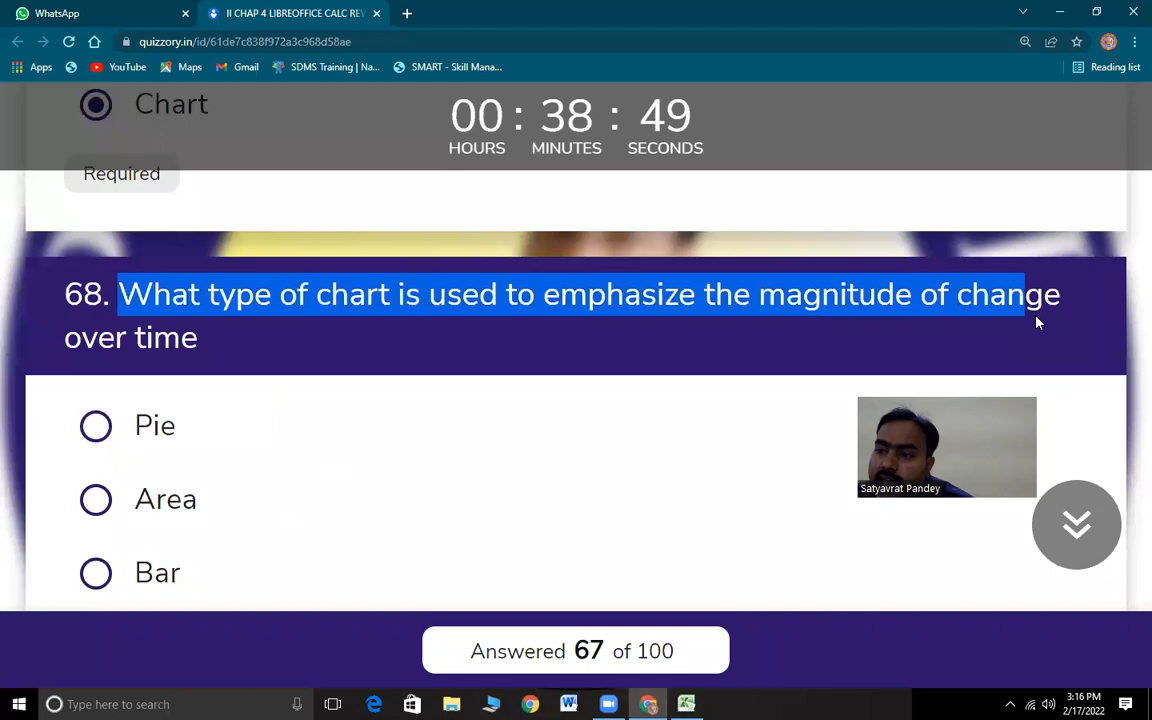 WhatsApp
II CHAP 4 LIBREOFFICE CALC REV
quizzory.in/id/61de7c838f972a3c968d58ae
Apps
YouTube
Maps
Gmail
SDMS Training | Na...
SMART - Skill Mana...
Reading list
Chart
00 : 38 : 49
HOURS MINUTES SECONDS
Required
68. What type of chart is used to emphasize the magnitude of change
over time
Pie
Area
Bar
Satyavrat Pandey
Answered 67 of 100
Type here to search
3:16 PM
2/17/2022